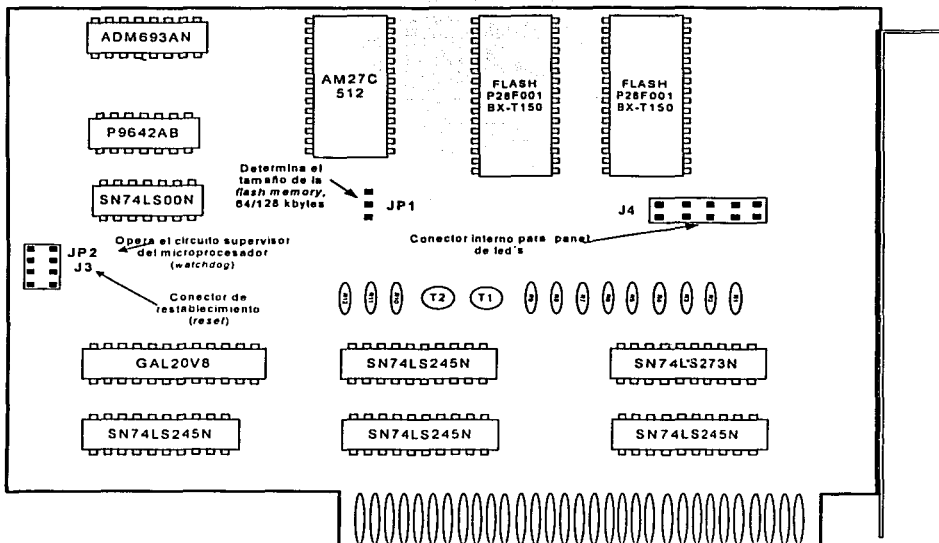 ADM693AN
AM27C
512
FLASH
P28F001
BX-T150
FLASH
P28F001
BX-T150
P9642AB
Determina el
tamaño de la
flash memory,
64/128 kbytes
JP1
SN74LS00N
J4
JP2
J3
Opera el circuito supervisor
del microprocesador
(watchdog)
Conector interno para panel
de led's
Conector de
restablecimiento
(reset)
T2
T1
GAL20V8
SN74LS245N
SN74LS273N
SN74LS245N
SN74LS245N
SN74LS245N